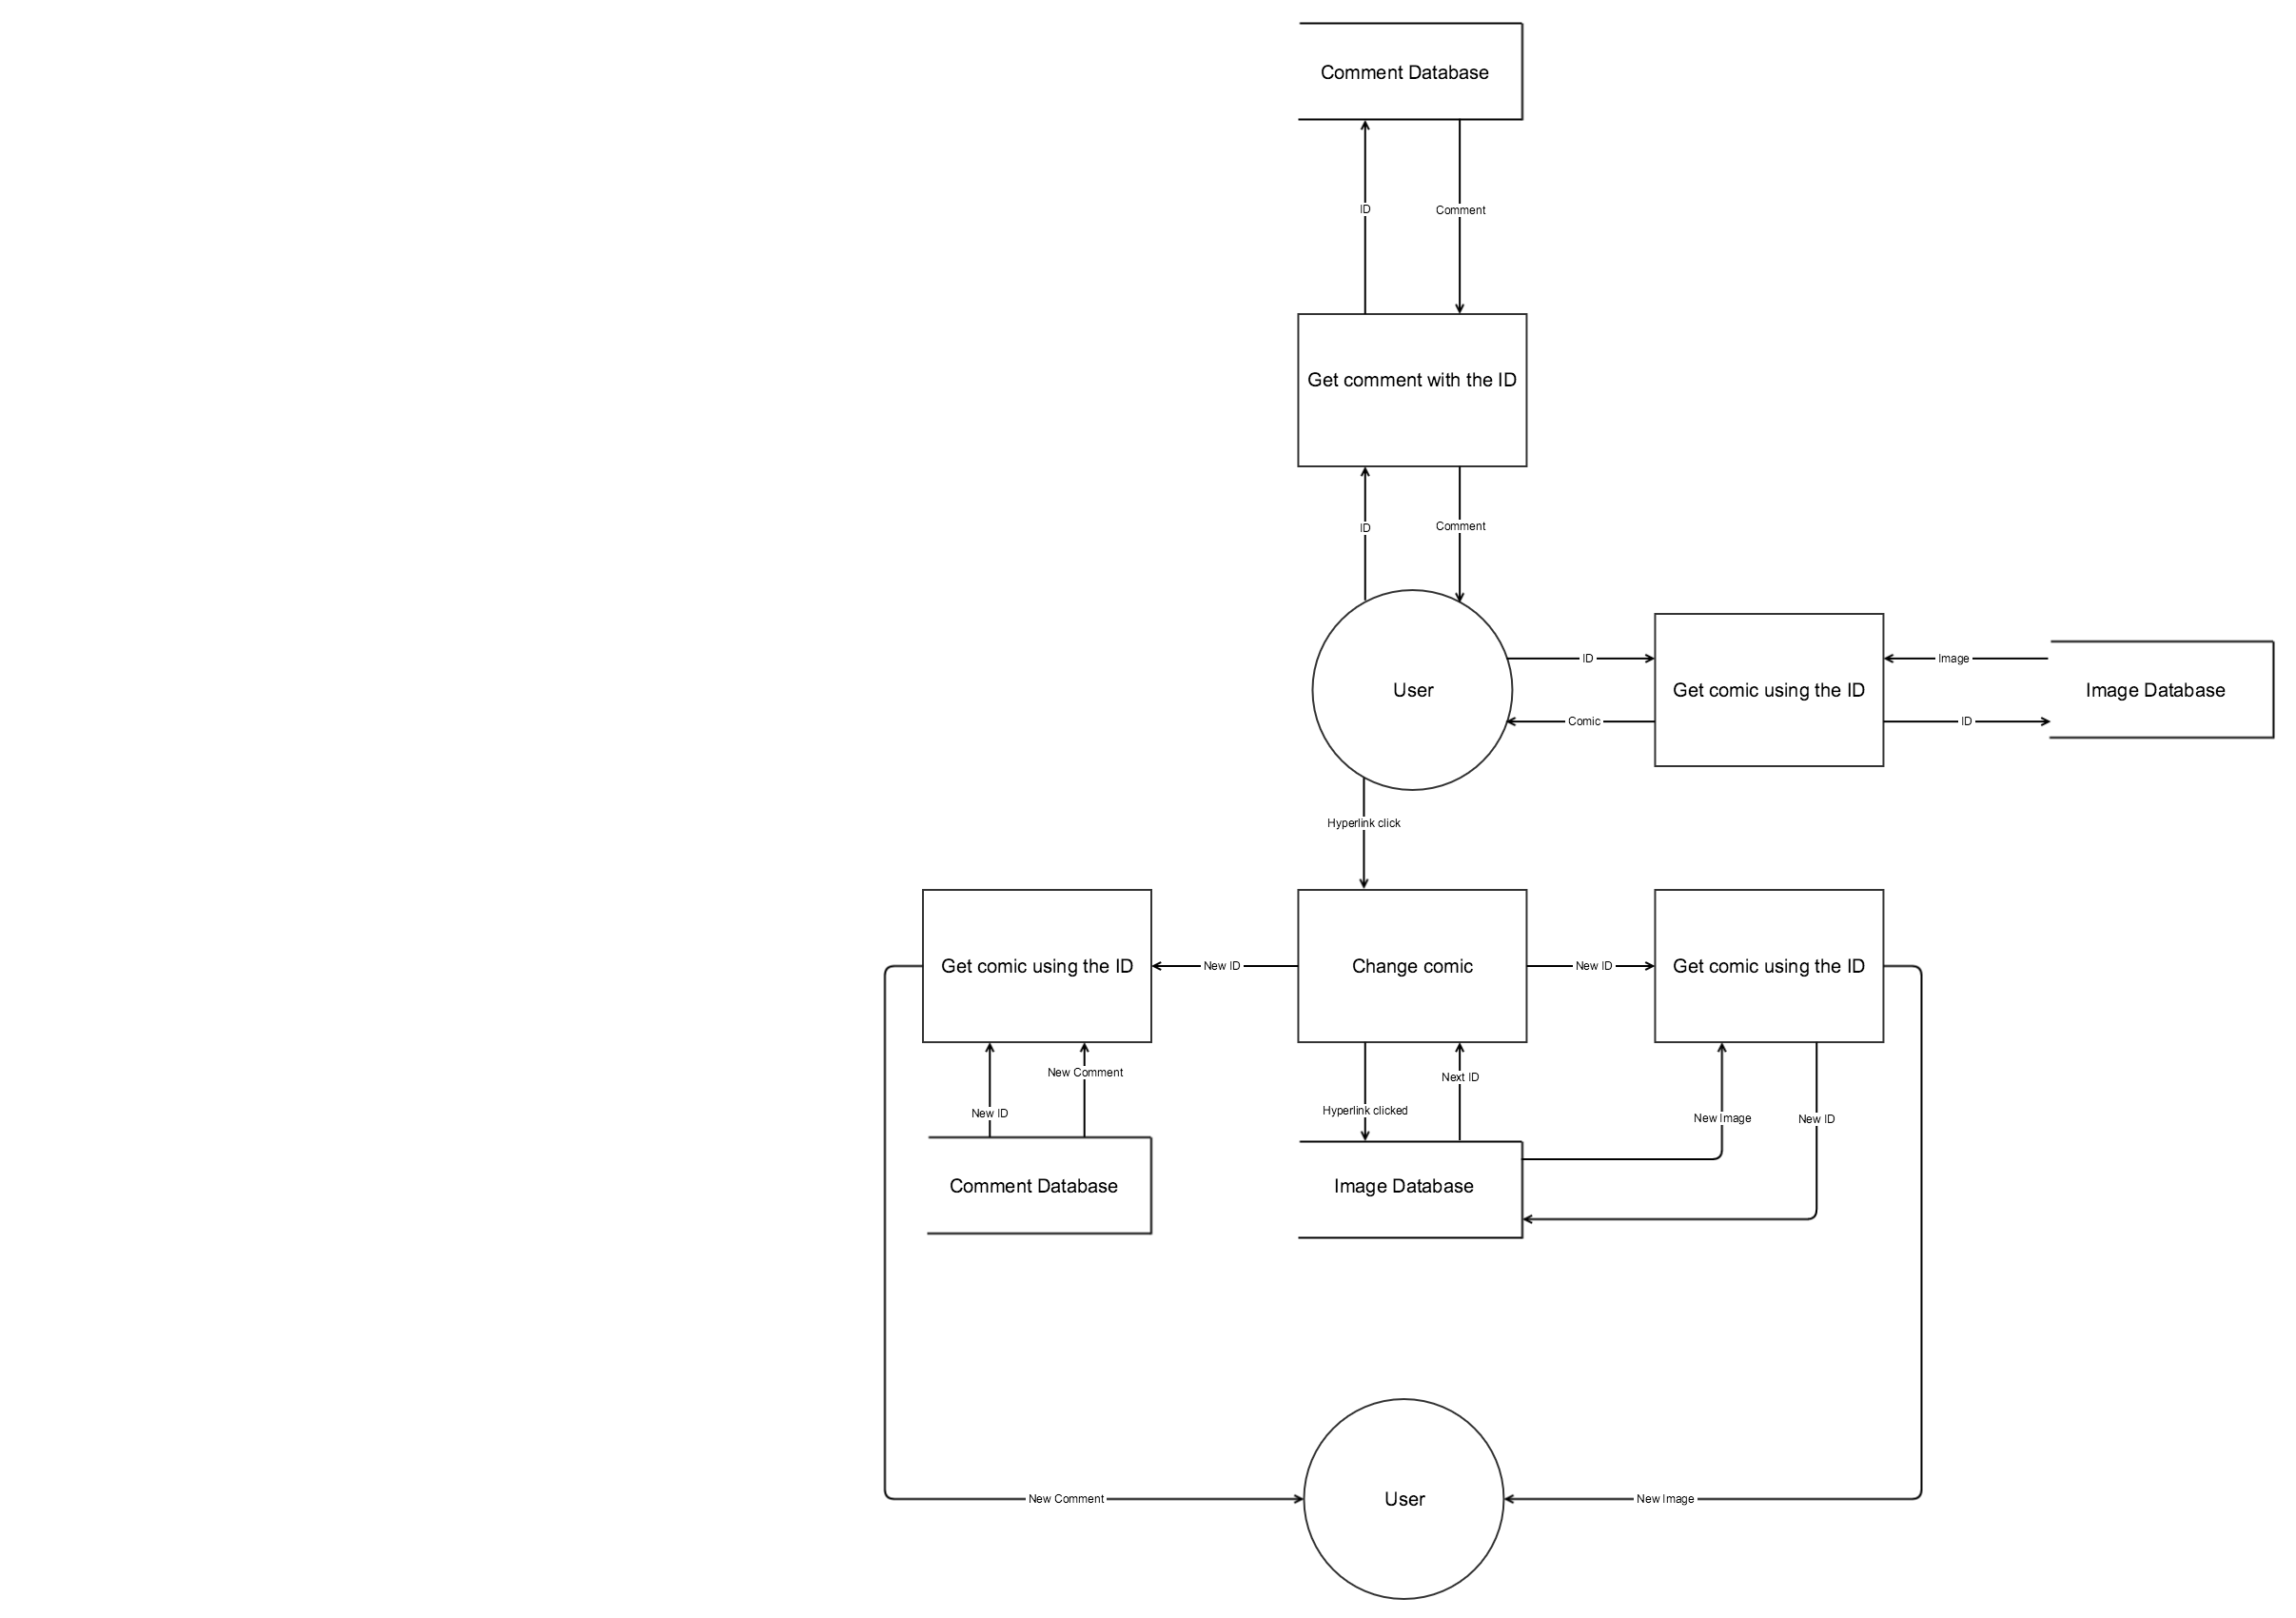 Comment Database
ID
Comment
Get comment with the ID
ID
Comment
User
ID
Comic
Get comic using the ID
Image
ID
Image Database
Hyperlink click
Get comic using the ID
New ID
Change comic
New ID
Get comic using the ID
New ID
New Comment
Hyperlink clicked
Next ID
New Image
New ID
Comment Database
Image Database
New Comment
User
New Image